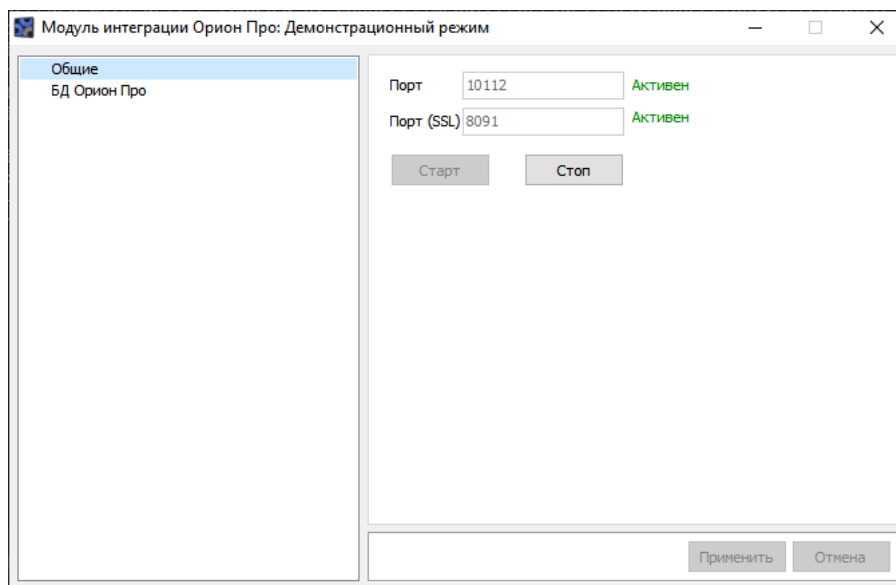 Модуль интеграции Орион Про: Демонстрационный режим
Общие
БД Орион Про
Порт 10112 Активен
Порт (SSL) 8091 Активен
Старт Стоп
Применить Отмена